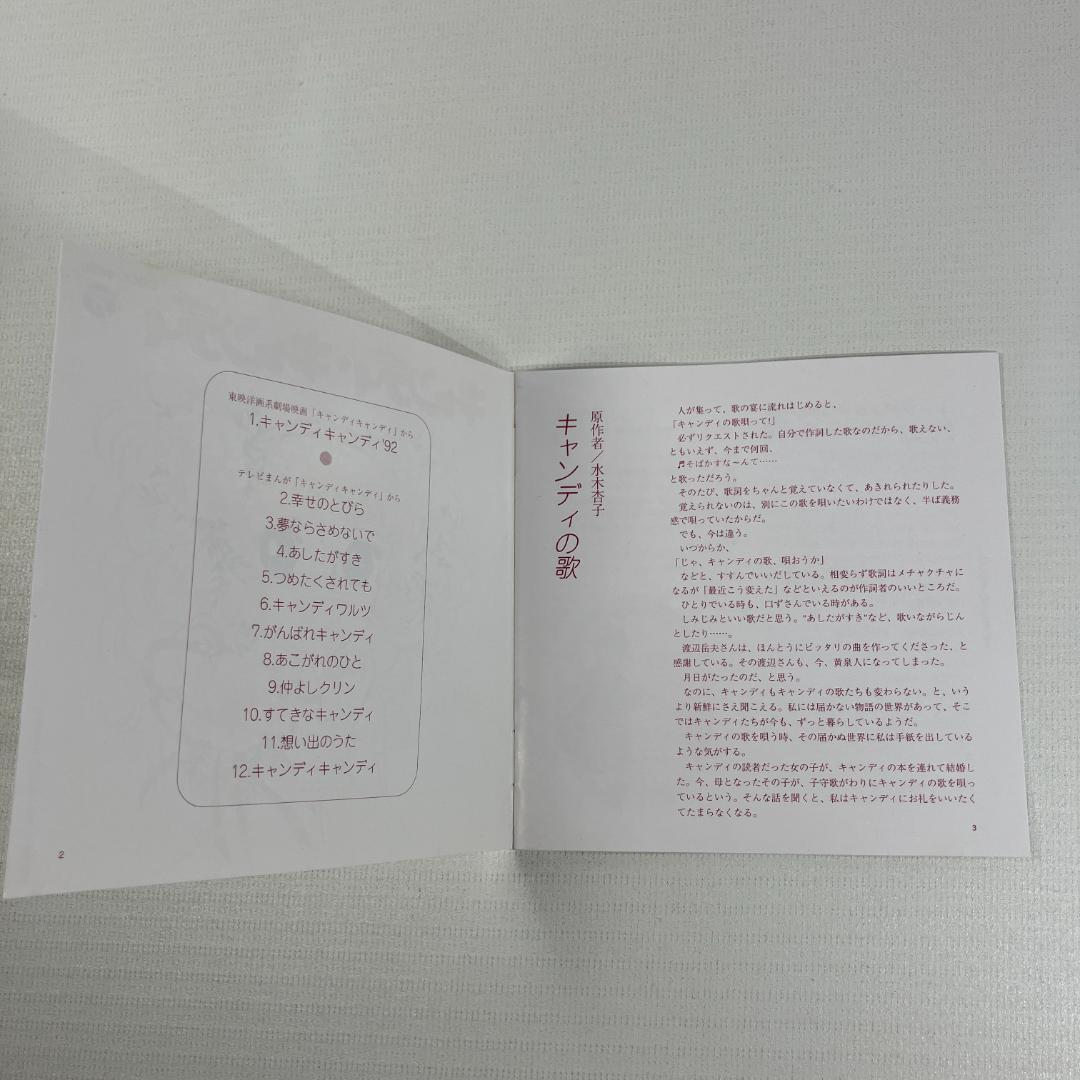 東映洋画系劇場映画「キャンディキャンディ」から
1.キャンディキャンディ'92
テレビまんが「キャンディキャンディ」から
2.幸せのとびら
3.夢ならさめないで
4.あしたがすき
5.つめたくされても
6.キャンディワルツ
7.がんばれキャンディ
8.あこがれのひと
9.仲よしクリン
10.すてきなキャンディ
11.想い出のうた
12.キャンディキャンディ
2
キャンディの歌
原作者/水木杏子
人が集って、歌の宴に流れはじめると、
「キャンディの歌唄って!」
必ずリクエストされた。自分で作詞した歌なのだから、歌えない、
ともいえず、今まで何回、
♬そばかすな〜んて……
と歌っただろう。
そのたび、歌詞をちゃんと覚えていなくて、あきれられたりした。
覚えられないのは、別にこの歌を唄いたいわけではなく、半ば義務
感で唄っていたからだ。
でも、今は違う。
いつからか、
「じゃ、キャンディの歌、唄おうか」
などと、すすんでいいだしている。相変らず歌詞はメチャクチャに
なるが「最近こう変えた」などといえるのが作詞者のいいところだ。
ひとりでいる時も、口ずさんでいる時がある。
しみじみといい歌だと思う。"あしたがすき"など、歌いながらじん
としたり……。
渡辺岳夫さんは、ほんとうにピッタリの曲を作ってくださった、と
感謝している。その渡辺さんも、今、黄泉人になってしまった。
月日がたったのだ、と思う。
なのに、キャンディもキャンディの歌たちも変わらない。と、いう
より新鮮にさえ聞こえる。私には届かない物語の世界があって、そこ
ではキャンディたちが今も、ずっと暮らしているようだ。
キャンディの歌を唄う時、その届かぬ世界に私は手紙を出している
ような気がする。
キャンディの読者だった女の子が、キャンディの本を連れて結婚し
た。今、母となったその子が、子守歌がわりにキャンディの歌を唄っ
ているという。そんな話を聞くと、私はキャンディにお礼をいいたく
てたまらなくなる。
3